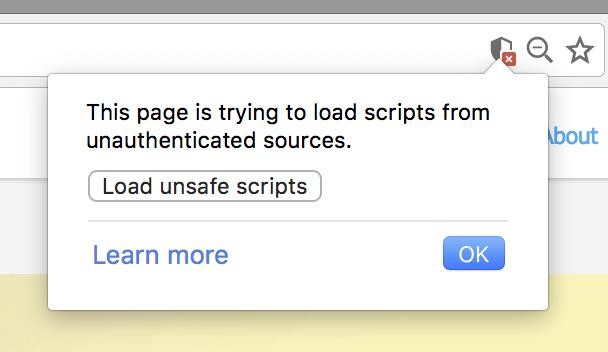 This page is trying to load scripts from
unauthenticated sources.
Load unsafe scripts
Learn more
OK
About